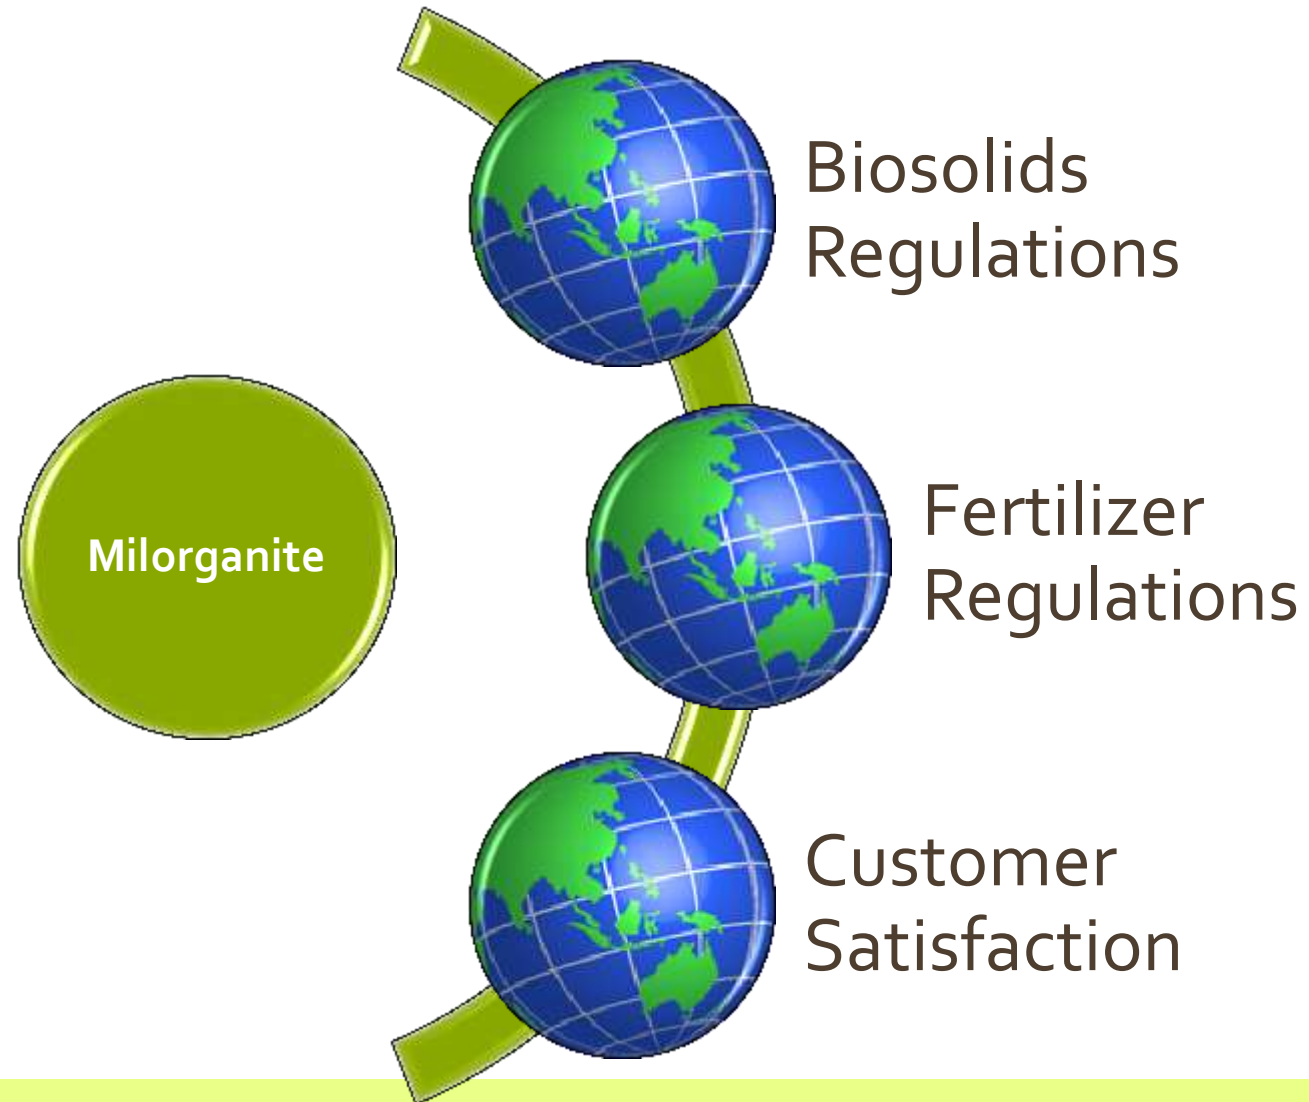 Biosolids
Regulations
Milorganite
Fertilizer
Regulations
Customer
Satisfaction